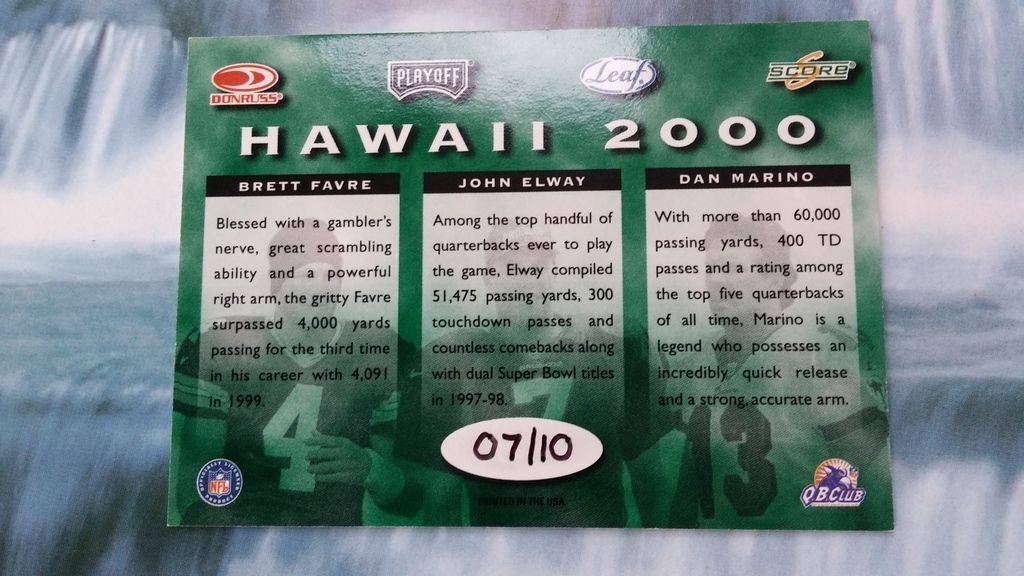 DONRUSS
PLAYOFF
Leaf
SCORE
HAWAII 2000
BRETT FAVRE
Blessed with a gambler's
nerve, great scrambling
ability and a powerful
right arm, the gritty Favre
surpassed 4,000 yards
passing for the third time
in his career with 4,091
in 1999.
JOHN ELWAY
Among the top handful of
quarterbacks ever to play
the game, Elway compiled
51,475 passing yards, 300
touchdown passes and
countless comebacks along
with dual Super Bowl titles
in 1997-98.
DAN MARINO
With more than 60,000
passing yards, 400 TD
passes and a rating among
the top five quarterbacks
of all time, Marino is a
legend who possesses an
incredibly quick release
and a strong, accurate arm.
4
7
13
07/10
PRINTED IN THE USA.
OFFICIALLY LICENSED PRODUCT
NFL
QB CLUB